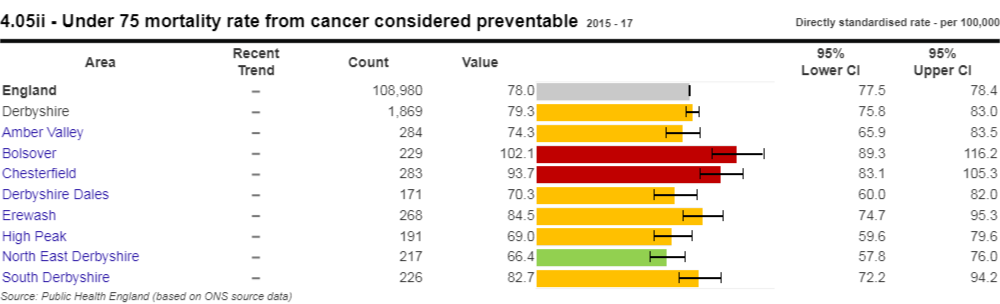 4.05ii - Under 75 mortality rate from cancer considered preventable 2015 - 17 Directly standardised rate - per 100,000
Area Recent Trend Count Value 95% Lower CI 95% Upper CI
England – 108,980 78.0 77.5 78.4
Derbyshire – 1,869 79.3 75.8 83.0
Amber Valley – 284 74.3 65.9 83.5
Bolsover – 229 102.1 89.3 116.2
Chesterfield – 283 93.7 83.1 105.3
Derbyshire Dales – 171 70.3 60.0 82.0
Erewash – 268 84.5 74.7 95.3
High Peak – 191 69.0 59.6 79.6
North East Derbyshire – 217 66.4 57.8 76.0
South Derbyshire – 226 82.7 72.2 94.2
Source: Public Health England (based on ONS source data)